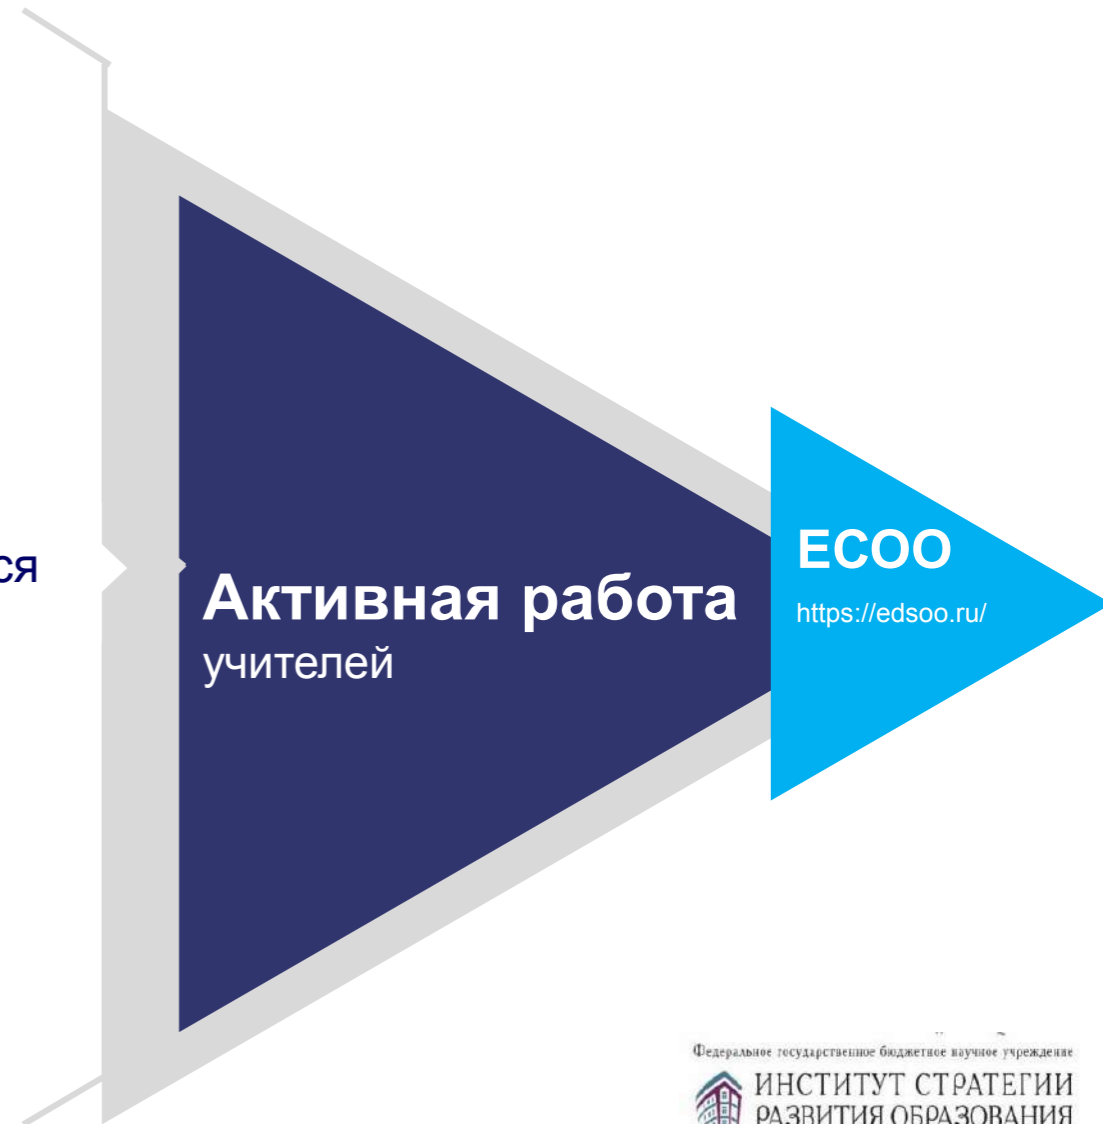 ся
Активная работа
учителей
ЕСОО
https://edsoo.ru/
Федеральное государственное бюджетное научное учреждение
ИНСТИТУТ СТРАТЕГИИ
РАЗВИТИЯ ОБРАЗОВАНИЯ